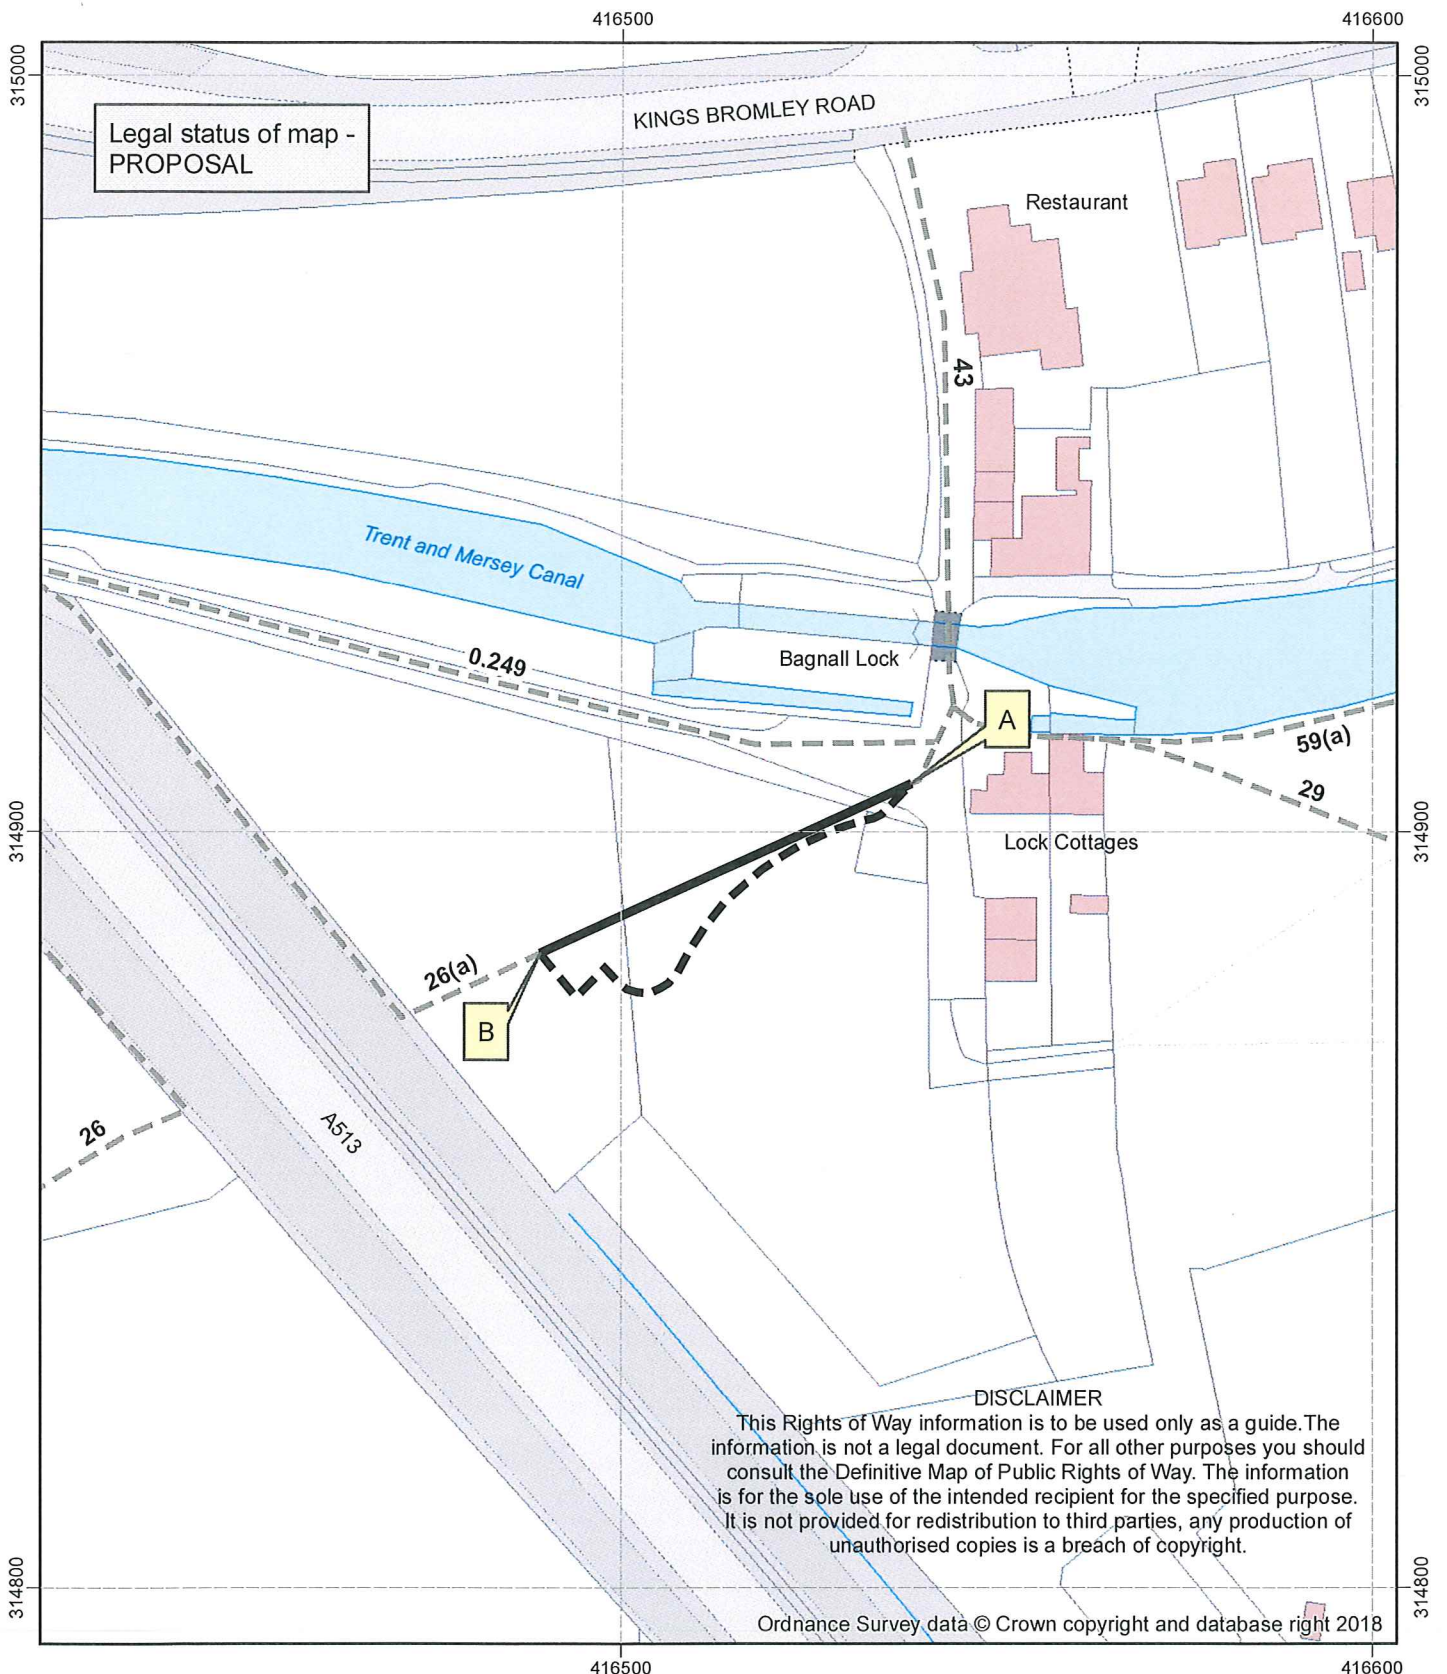 416500
416600
315000
315000
Legal status of map -
PROPOSAL
KINGS BROMLEY ROAD
Restaurant
43
Trent and Mersey Canal
0.249
Bagnall Lock
A
59(a)
29
314900
314900
Lock Cottages
26(a)
B
26
A513
DISCLAIMER
This Rights of Way information is to be used only as a guide.The
information is not a legal document. For all other purposes you should
consult the Definitive Map of Public Rights of Way. The information
is for the sole use of the intended recipient for the specified purpose.
It is not provided for redistribution to third parties, any production of
unauthorised copies is a breach of copyright.
314800
314800
Ordnance Survey data © Crown copyright and database right 2018
416500
416600